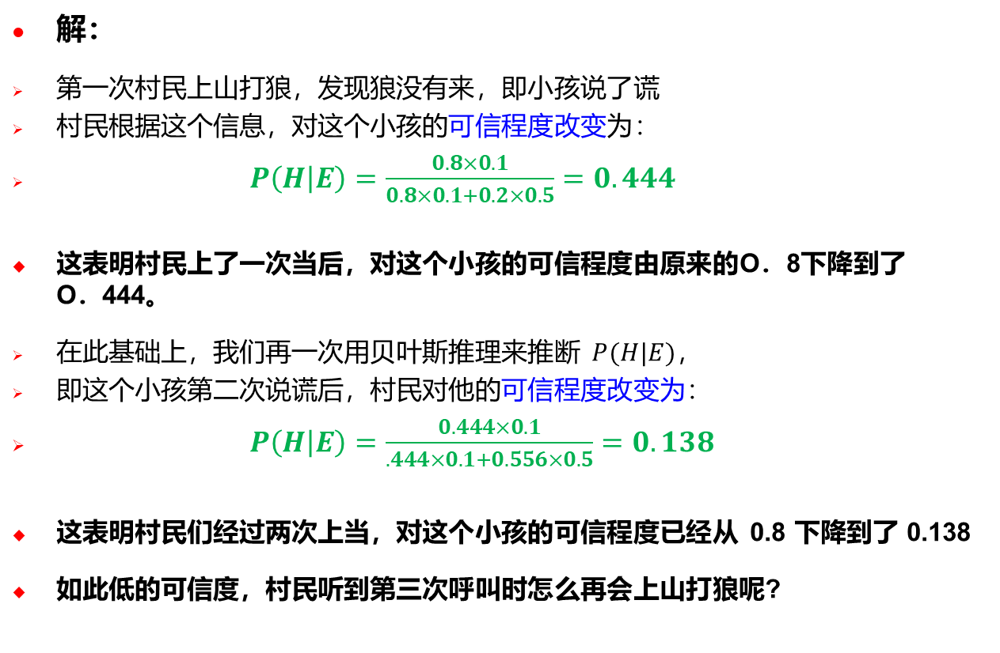 解：
第一次村民上山打狼，发现狼没有来，即小孩说了谎
村民根据这个信息，对这个小孩的可信程度改变为：
P(H|E) = 0.8×0.1 / 0.8×0.1+0.2×0.5 = 0.444
这表明村民上了一次当后，对这个小孩的可信程度由原来的O．8下降到了
O．444。
在此基础上，我们再一次用贝叶斯推理来推断 P(H|E)，
即这个小孩第二次说谎后，村民对他的可信程度改变为：
P(H|E) = 0.444×0.1 / .444×0.1+0.556×0.5 = 0.138
这表明村民们经过两次上当，对这个小孩的可信程度已经从 0.8 下降到了 0.138
如此低的可信度，村民听到第三次呼叫时怎么再会上山打狼呢?